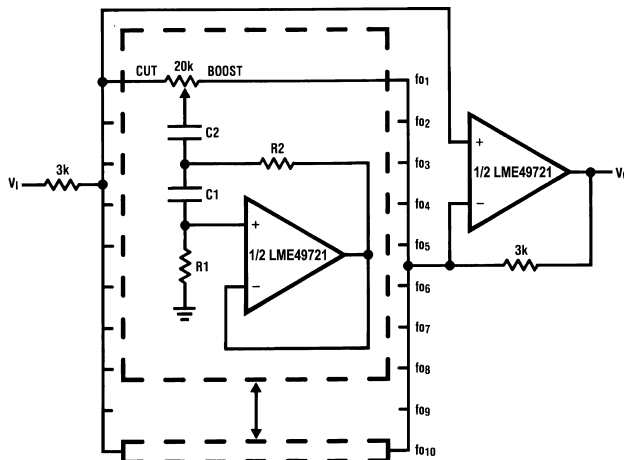 CUT 20k BOOST
fo1
C2
fo2
R2
fo3
3k
VI
C1
+
1/2 LME49721
−
fo4
+
1/2 LME49721
−
R1
fo5
3k
fo6
fo7
fo8
fo9
fo10